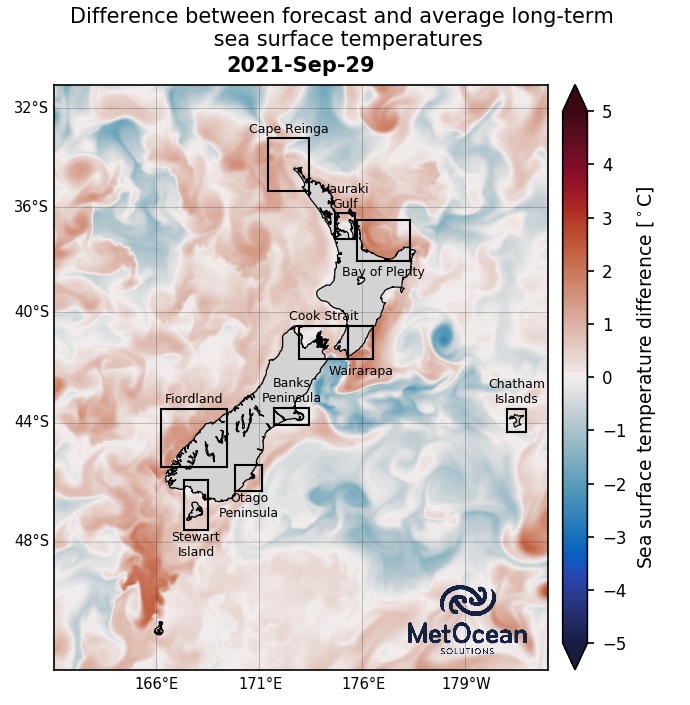 Difference between forecast and average long-term
sea surface temperatures
2021-Sep-29
32°S
36°S
40°S
44°S
48°S
166°E
171°E
176°E
179°W
Cape Reinga
Hauraki
Gulf
Bay of Plenty
Cook Strait
Wairarapa
Banks
Peninsula
Fiordland
Chatham
Islands
Otago
Peninsula
Stewart
Island
MetOcean
SOLUTIONS
5
4
3
2
1
0
−1
−2
−3
−4
−5
Sea surface temperature difference [°C]